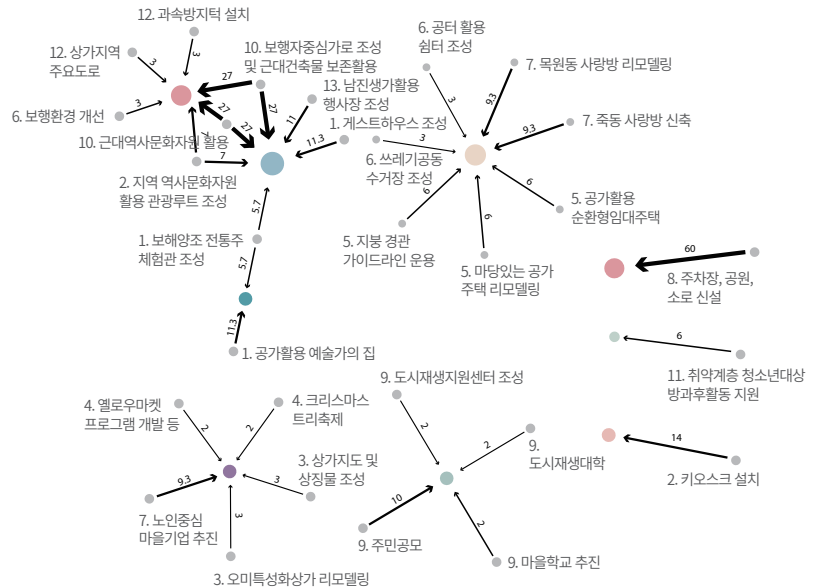 12. 과속방지턱 설치
3
12. 상가지역
주요도로
3
6. 보행환경 개선
3
10. 보행자중심가로 조성
및 근대건축물 보존활용
27
27
27
27
10. 근대역사문화자원 활용
7
7
2. 지역 역사문화자원
활용 관광루트 조성
13. 남진생가활용
행사장 조성
11
1. 게스트하우스 조성
11.3
5.7
1. 보해양조 전통주
체험관 조성
5.7
11.3
1. 공가활용 예술가의 집
6. 공터 활용
쉼터 조성
3
7. 목원동 사랑방 리모델링
9.3
7. 죽동 사랑방 신축
9.3
3
6. 쓰레기공동
수거장 조성
6
5. 공가활용
순환형임대주택
6
5. 지붕 경관
가이드라인 운용
6
5. 마당있는 공가
주택 리모델링
60
8. 주차장, 공원,
소로 신설
6
11. 취약계층 청소년대상
방과후활동 지원
14
2. 키오스크 설치
4. 옐로우마켓
프로그램 개발 등
2
4. 크리스마스
트리축제
2
3. 상가지도 및
상징물 조성
3
9.3
7. 노인중심
마을기업 추진
3
3. 오미특성화상가 리모델링
9. 도시재생지원센터 조성
2
2
9.
도시재생대학
10
9. 주민공모
2
9. 마을학교 추진